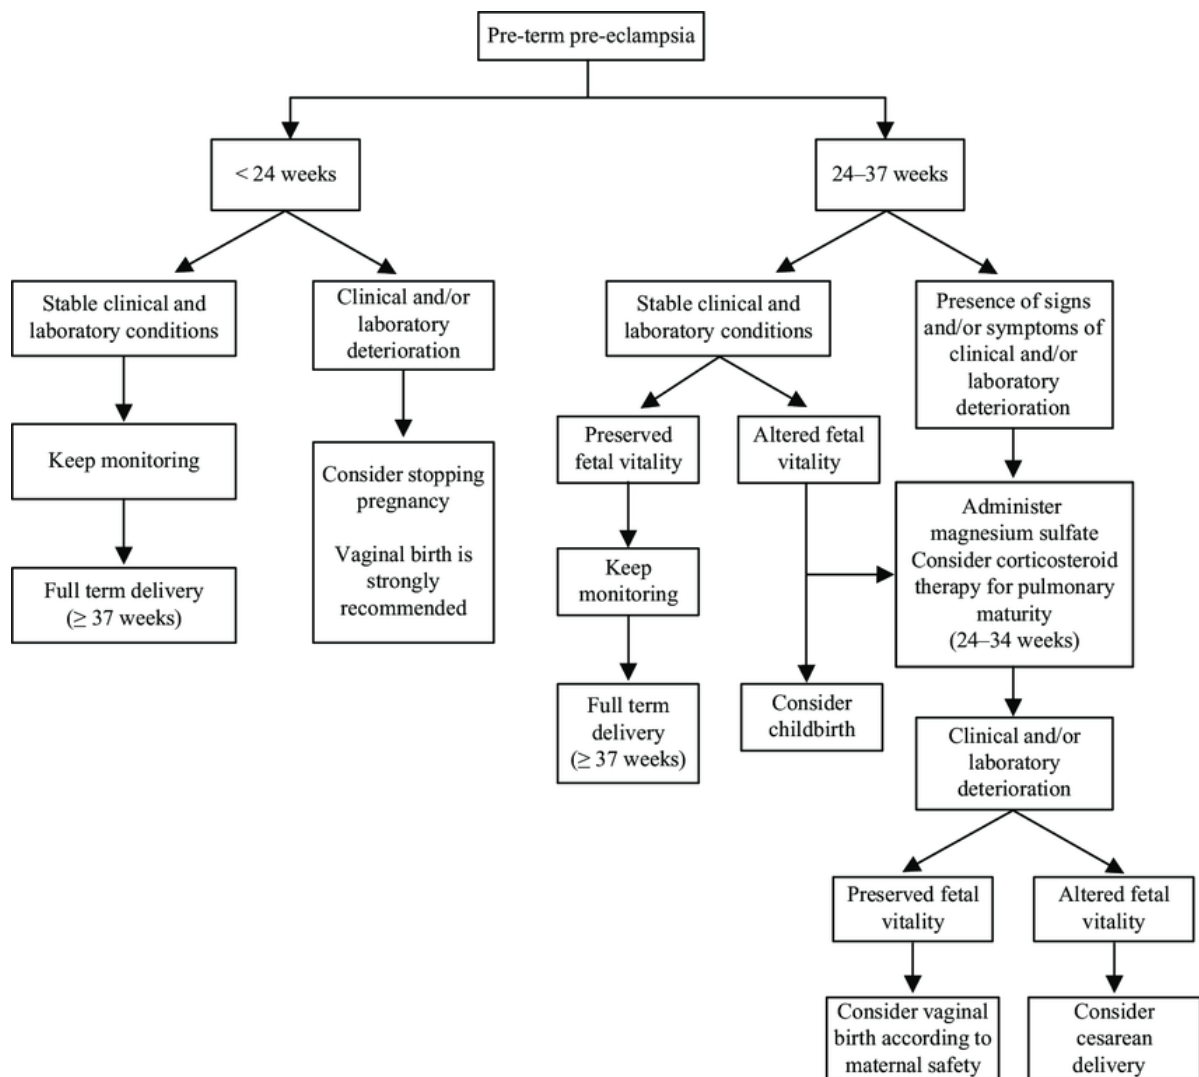 Pre-term pre-eclampsia
< 24 weeks
24–37 weeks
Stable clinical and
laboratory conditions
Clinical and/or
laboratory
deterioration
Stable clinical and
laboratory conditions
Presence of signs
and/or symptoms of
clinical and/or
laboratory
deterioration
Keep monitoring
Consider stopping
pregnancy
Vaginal birth is
strongly
recommended
Preserved
fetal vitality
Altered fetal
vitality
Administer
magnesium sulfate
Consider corticosteroid
therapy for pulmonary
maturity
(24–34 weeks)
Full term delivery
(≥ 37 weeks)
Keep
monitoring
Full term
delivery
(≥ 37 weeks)
Consider
childbirth
Clinical and/or
laboratory
deterioration
Preserved fetal
vitality
Altered fetal
vitality
Consider vaginal
birth according to
maternal safety
Consider
cesarean
delivery